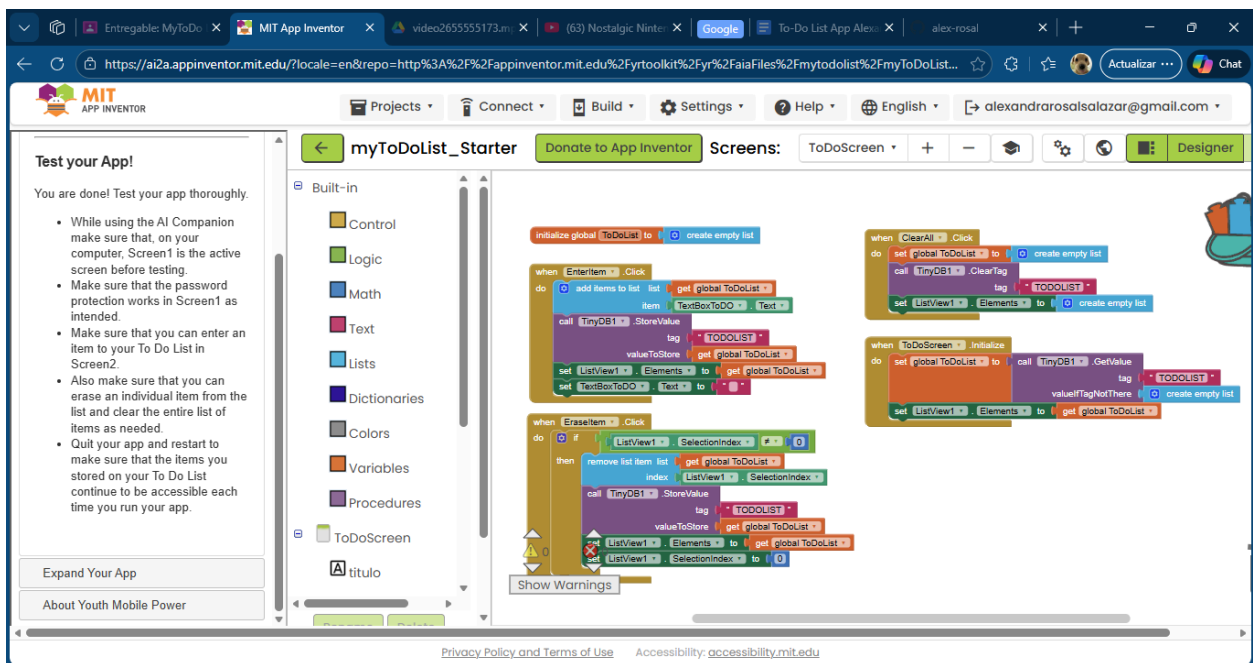 Entregable: MyToDo
MIT App Inventor
video2655555173.m
(63) Nostalgic Ninten
Google
To-Do List App Alexa
alex-rosal
https://ai2a.appinventor.mit.edu/?locale=en&repo=http%3A%2F%2Fappinventor.mit.edu%2Fyrtoolkit%2Fyr%2FaiaFiles%2Fmytodolist%2FmyToDoList...
Actualizar
Chat
MIT
APP INVENTOR
Projects
Connect
Build
Settings
Help
English
alexandrarosalsalazar@gmail.com
Test your App!
You are done! Test your app thoroughly.
• While using the AI Companion
make sure that, on your
computer, Screen1 is the active
screen before testing.
• Make sure that the password
protection works in Screen1 as
intended.
• Make sure that you can enter an
item to your To Do List in
Screen2.
• Also make sure that you can
erase an individual item from the
list and clear the entire list of
items as needed.
• Quit your app and restart to
make sure that the items you
stored on your To Do List
continue to be accessible each
time you run your app.
Expand Your App
About Youth Mobile Power
myToDoList_Starter
Donate to App Inventor
Screens:
ToDoScreen
+
−
Designer
Built-in
Control
Logic
Math
Text
Lists
Dictionaries
Colors
Variables
Procedures
ToDoScreen
titulo
initialize global ToDoList to create empty list
when EnterItem .Click
do add items to list list get global ToDoList
item TextBoxToDO . Text
call TinyDB1 .StoreValue
tag " TODOLIST "
valueToStore get global ToDoList
set ListView1 . Elements to get global ToDoList
set TextBoxToDO . Text to " "
when EraseItem .Click
do if ListView1 . SelectionIndex ≠ 0
then remove list item list get global ToDoList
index ListView1 . SelectionIndex
call TinyDB1 .StoreValue
tag " TODOLIST "
valueToStore get global ToDoList
set ListView1 . Elements to get global ToDoList
set ListView1 . SelectionIndex to 0
0
Show Warnings
when ClearAll .Click
do set global ToDoList to create empty list
call TinyDB1 .ClearTag
tag " TODOLIST "
set ListView1 . Elements to create empty list
when ToDoScreen .Initialize
do set global ToDoList to call TinyDB1 .GetValue
tag " TODOLIST "
valueIfTagNotThere create empty list
set ListView1 . Elements to get global ToDoList
Privacy Policy and Terms of Use
Accessibility: accessibility.mit.edu